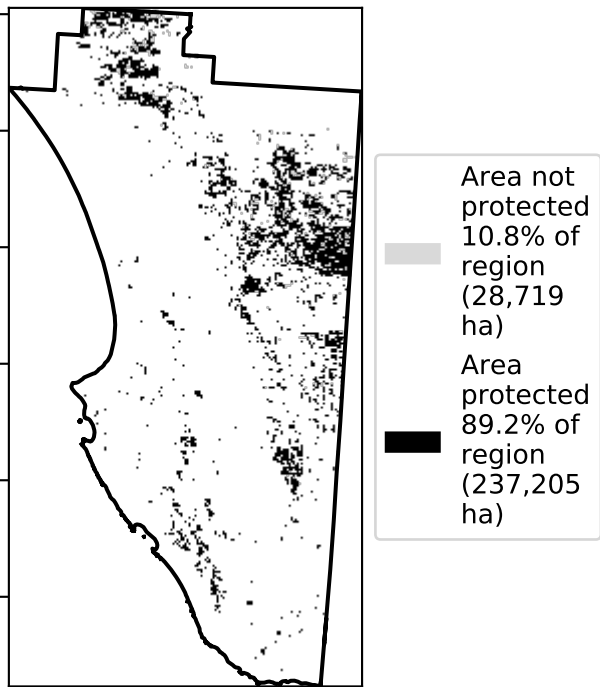 Area not
protected
10.8% of
region
(28,719
ha)
Area
protected
89.2% of
region
(237,205
ha)